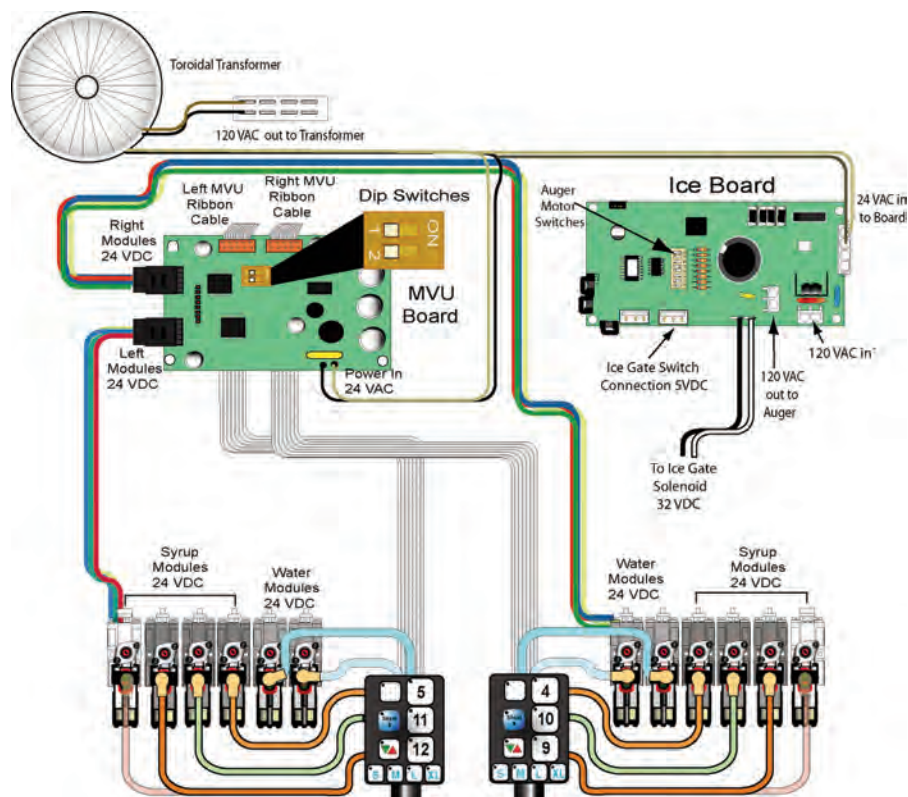 Toroidal Transformer
120 VAC out to Transformer
Left MVU
Ribbon
Cable
Right MVU
Ribbon
Cable
Dip Switches
1
2
ON
Right
Modules
24 VDC
MVU
Board
Left
Modules
24 VDC
Power In
24 VAC
Auger
Motor
Switches
Ice Board
24 VAC in
to Board
Ice Gate Switch
Connection 5VDC
120 VAC
out to
Auger
120 VAC in
To Ice Gate
Solenoid
32 VDC
Syrup
Modules
24 VDC
Water
Modules
24 VDC
Water
Modules
24 VDC
Syrup
Modules
24 VDC
5
11
12
S M L XL
4
10
9
S M L XL